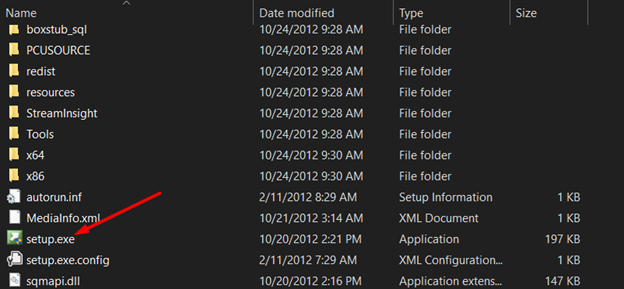 Name Date modified Type Size
boxstub_sql 10/24/2012 9:28 AM File folder
PCUSOURCE 10/24/2012 9:28 AM File folder
redist 10/24/2012 9:28 AM File folder
resources 10/24/2012 9:28 AM File folder
StreamInsight 10/24/2012 9:28 AM File folder
Tools 10/24/2012 9:28 AM File folder
x64 10/24/2012 9:30 AM File folder
x86 10/24/2012 9:30 AM File folder
autorun.inf 2/11/2012 8:29 AM Setup Information 1 KB
MediaInfo.xml 10/21/2012 3:14 AM XML Document 1 KB
setup.exe 10/20/2012 2:21 PM Application 197 KB
setup.exe.config 2/11/2012 7:29 AM XML Configuration... 1 KB
sqmapi.dll 10/20/2012 2:16 PM Application extens... 147 KB